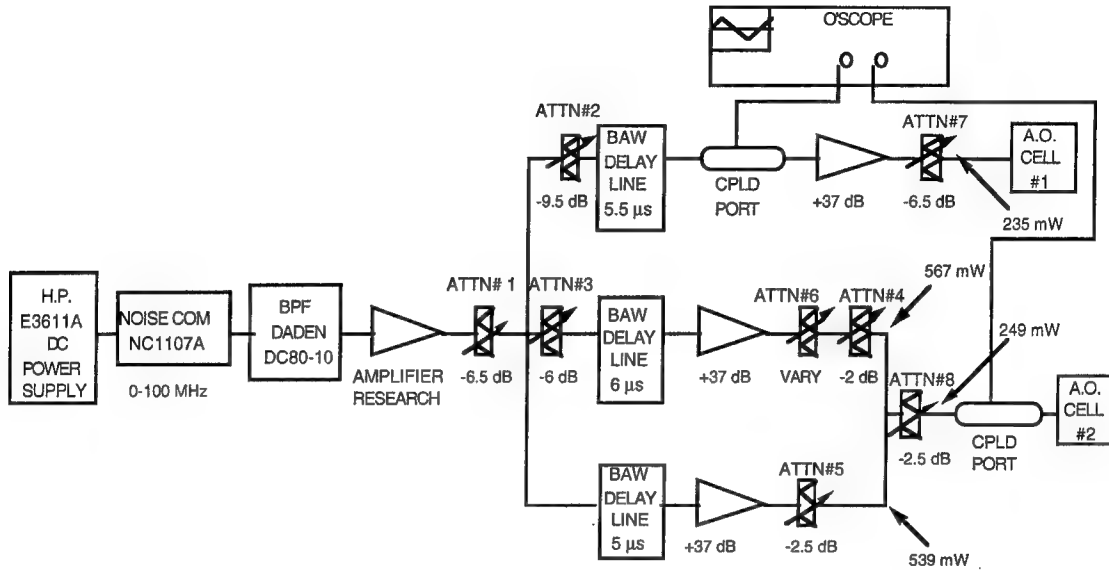 O'SCOPE
ATTN#2
BAW
DELAY
LINE
5.5 µs
-9.5 dB
CPLD
PORT
+37 dB
ATTN#7
-6.5 dB
A.O.
CELL
#1
235 mW
H.P.
E3611A
DC
POWER
SUPPLY
NOISE COM
NC1107A
0-100 MHz
BPF
DADEN
DC80-10
AMPLIFIER
RESEARCH
ATTN# 1
-6.5 dB
ATTN#3
-6 dB
BAW
DELAY
LINE
6 µs
+37 dB
ATTN#6
VARY
ATTN#4
-2 dB
567 mW
249 mW
ATTN#8
-2.5 dB
CPLD
PORT
A.O.
CELL
#2
BAW
DELAY
LINE
5 µs
+37 dB
ATTN#5
-2.5 dB
539 mW